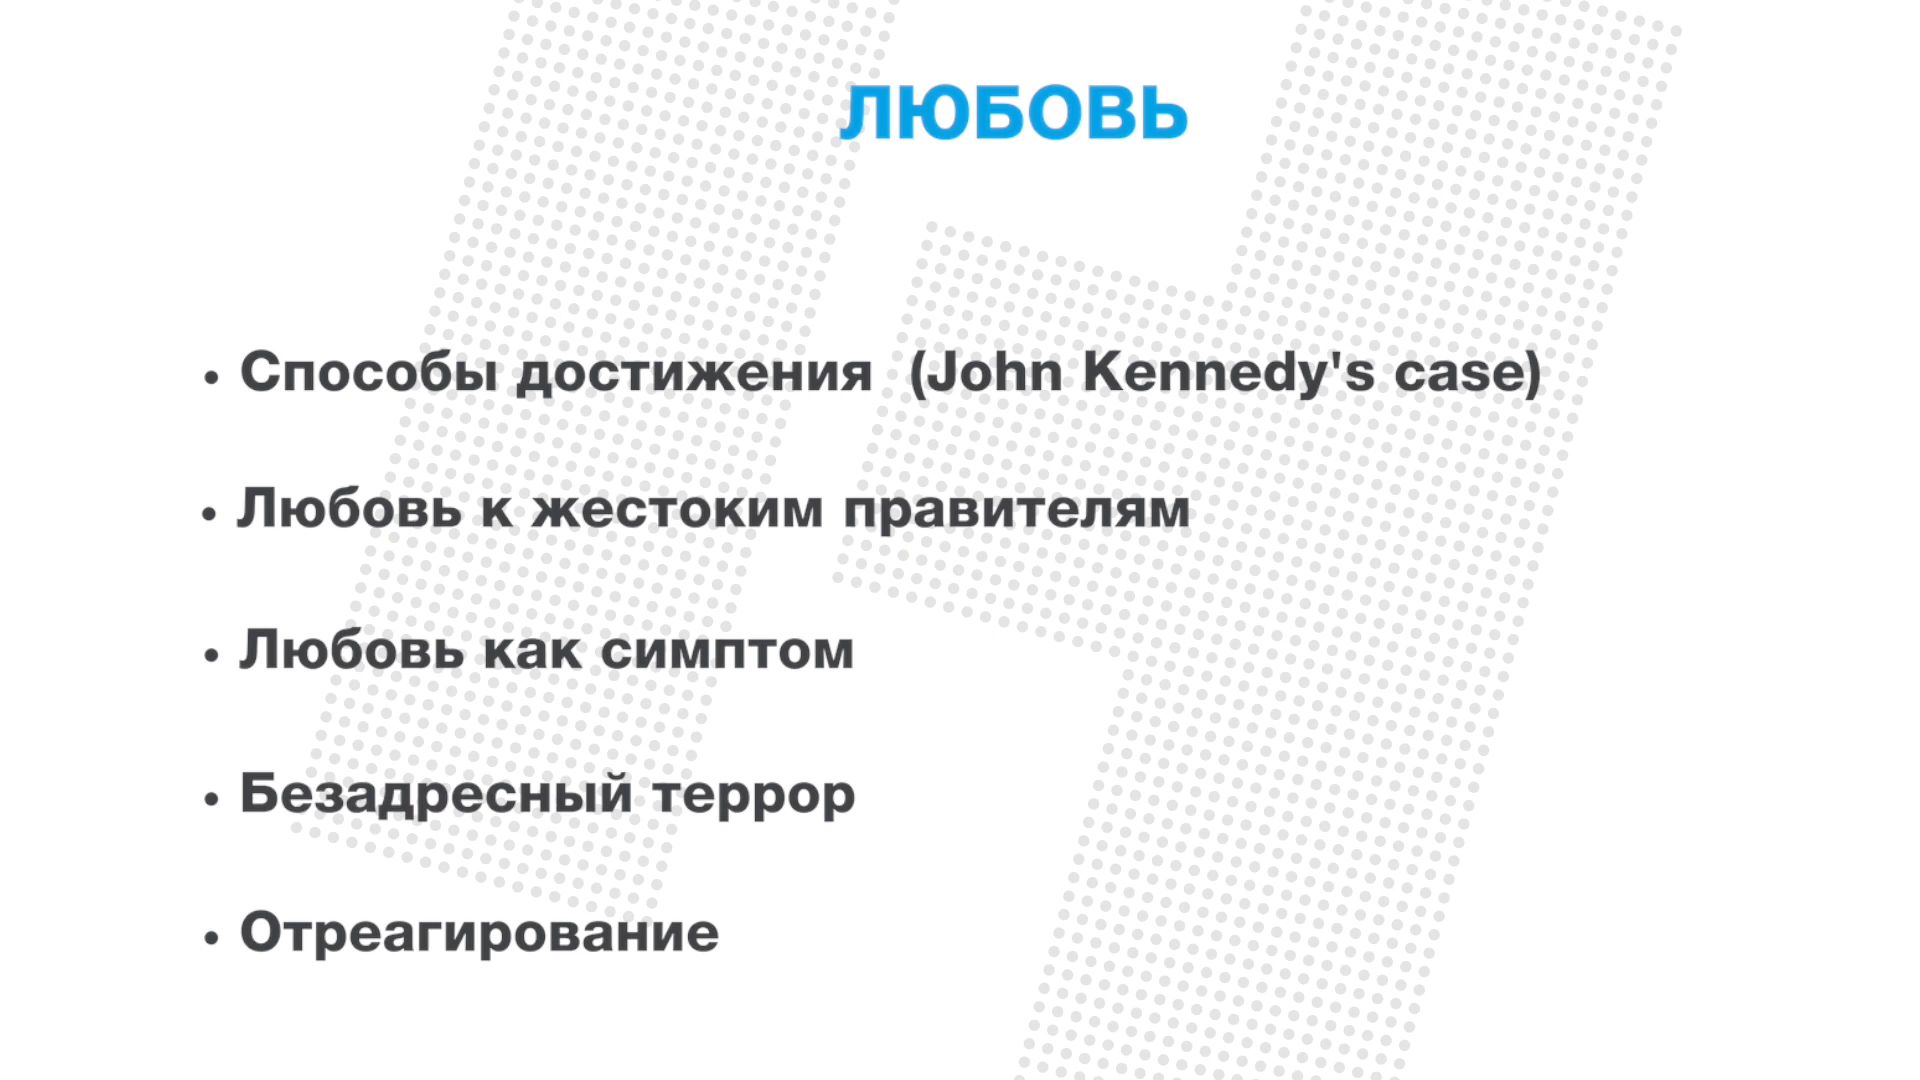 ЛЮБОВЬ
• Способы достижения (John Kennedy's case)
• Любовь к жестоким правителям
• Любовь как симптом
• Безадресный террор
• Отреагирование